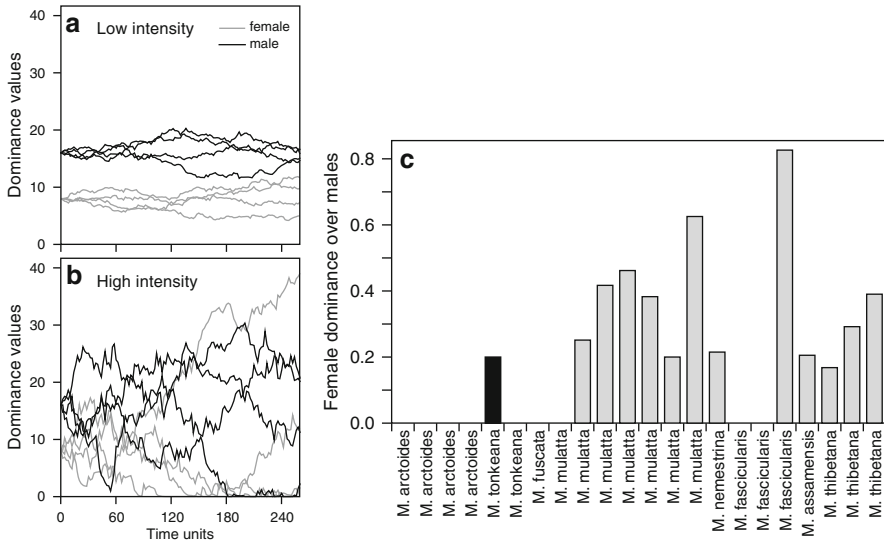 a Low intensity
female
male
40
30
20
10
0
Dominance values
b High intensity
40
30
20
10
0
Dominance values
0 60 120 180 240
Time units
c
0.8
0.6
0.4
0.2
0.0
Female dominance over males
M. arctoides
M. arctoides
M. arctoides
M. arctoides
M. tonkeana
M. tonkeana
M. fuscata
M. mulatta
M. mulatta
M. mulatta
M. mulatta
M. mulatta
M. mulatta
M. mulatta
M. nemestrina
M. fascicularis
M. fascicularis
M. fascicularis
M. assamensis
M. thibetana
M. thibetana
M. thibetana